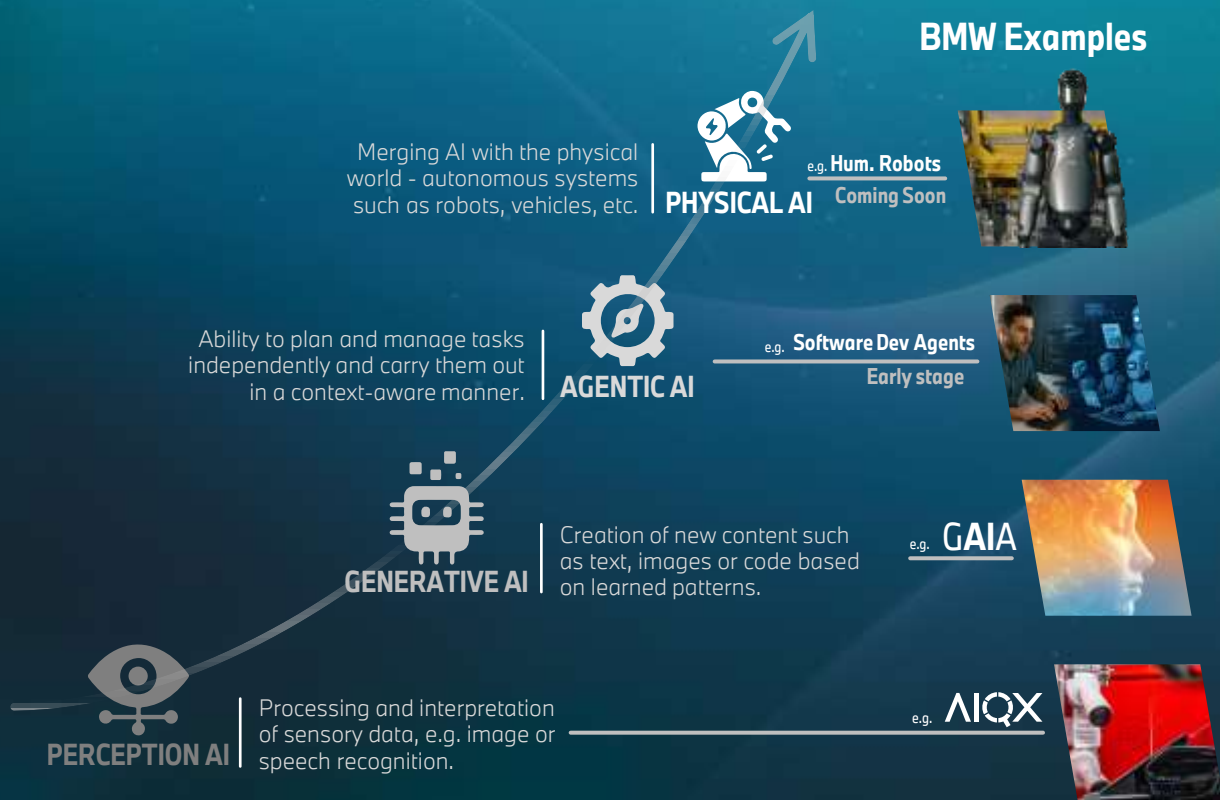 BMW Examples
Merging AI with the physical
world - autonomous systems
such as robots, vehicles, etc.
PHYSICAL AI
e.g. Hum. Robots
Coming Soon
Ability to plan and manage tasks
independently and carry them out
in a context-aware manner.
AGENTIC AI
e.g. Software Dev Agents
Early stage
GENERATIVE AI
Creation of new content such
as text, images or code based
on learned patterns.
e.g. GAIA
PERCEPTION AI
Processing and interpretation
of sensory data, e.g. image or
speech recognition.
e.g. AIQX